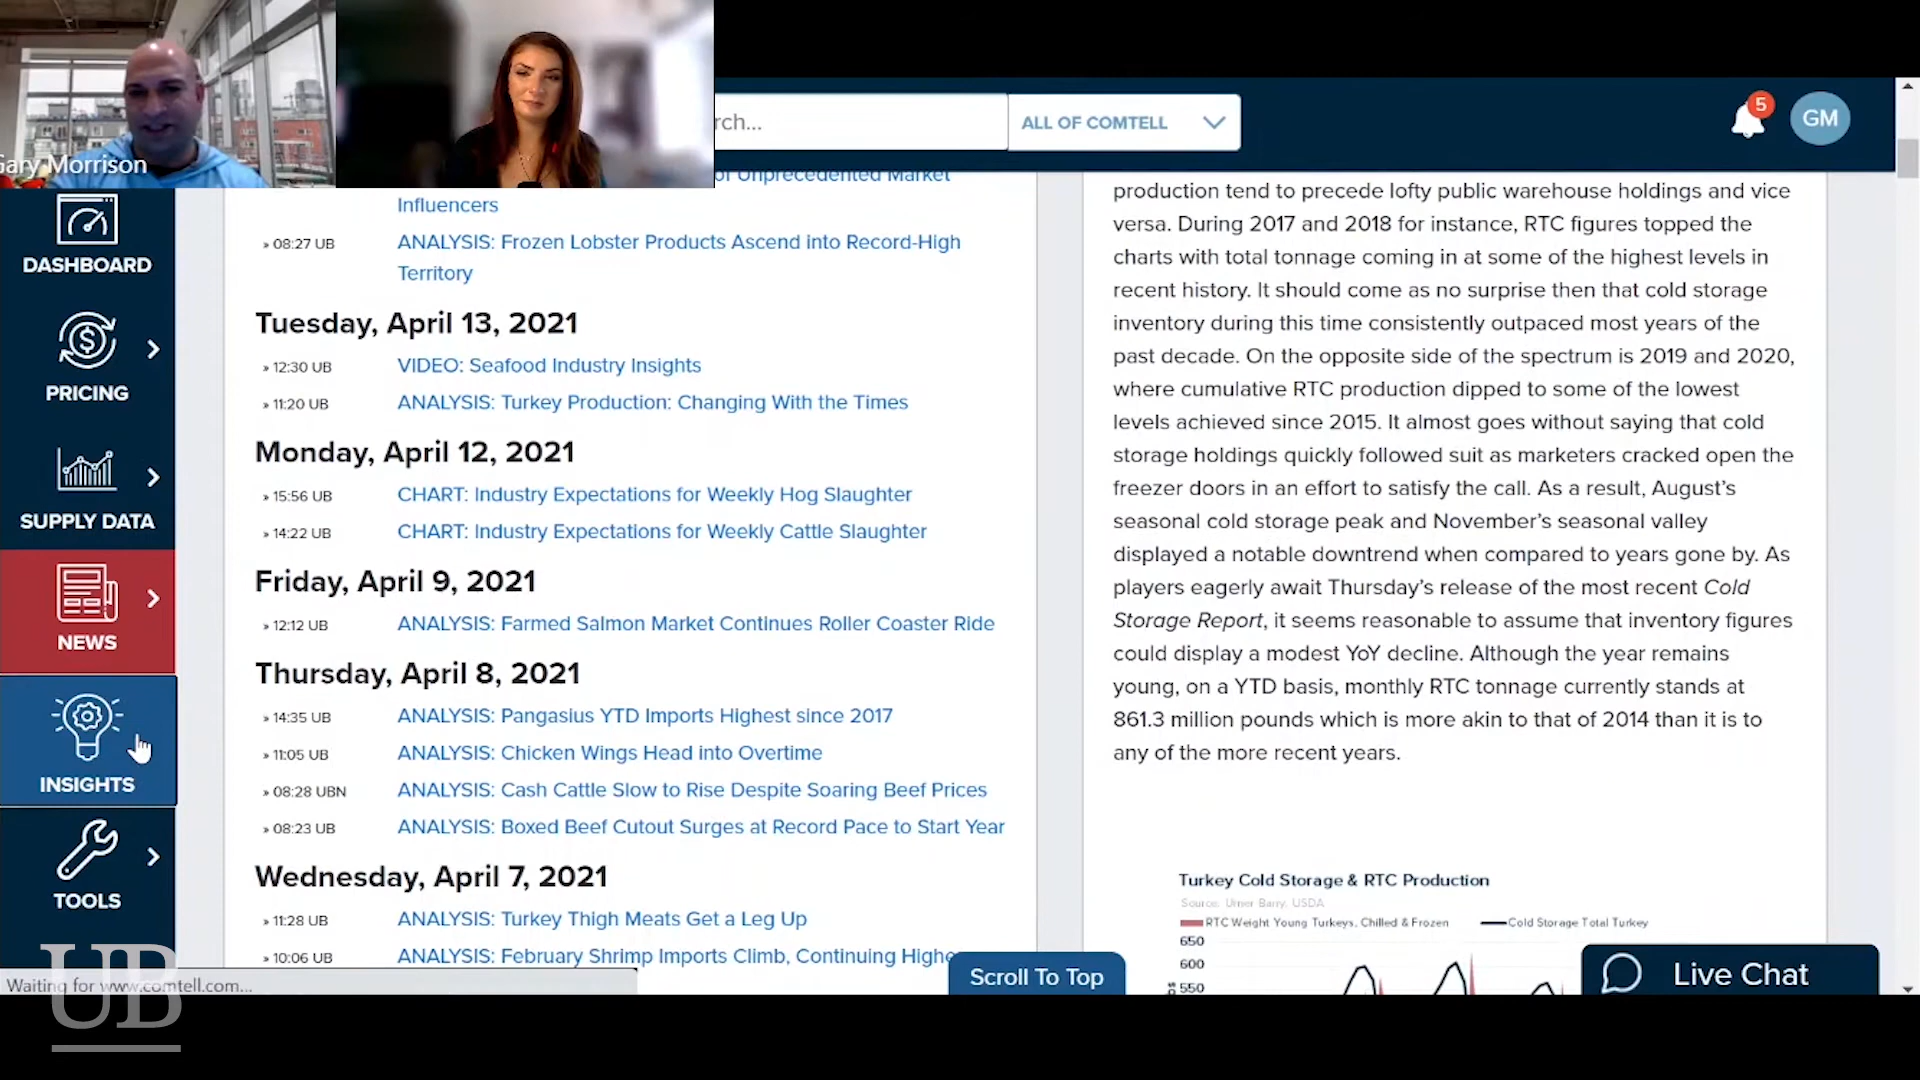 Gary Morrison
rch...
ALL OF COMTELL
5
GM
DASHBOARD
PRICING
SUPPLY DATA
NEWS
INSIGHTS
TOOLS
of Unprecedented Market
Influencers
» 08:27 UB ANALYSIS: Frozen Lobster Products Ascend into Record-High
Territory
Tuesday, April 13, 2021
» 12:30 UB VIDEO: Seafood Industry Insights
» 11:20 UB ANALYSIS: Turkey Production: Changing With the Times
Monday, April 12, 2021
» 15:56 UB CHART: Industry Expectations for Weekly Hog Slaughter
» 14:22 UB CHART: Industry Expectations for Weekly Cattle Slaughter
Friday, April 9, 2021
» 12:12 UB ANALYSIS: Farmed Salmon Market Continues Roller Coaster Ride
Thursday, April 8, 2021
» 14:35 UB ANALYSIS: Pangasius YTD Imports Highest since 2017
» 11:05 UB ANALYSIS: Chicken Wings Head into Overtime
» 08:28 UBN ANALYSIS: Cash Cattle Slow to Rise Despite Soaring Beef Prices
» 08:23 UB ANALYSIS: Boxed Beef Cutout Surges at Record Pace to Start Year
Wednesday, April 7, 2021
» 11:28 UB ANALYSIS: Turkey Thigh Meats Get a Leg Up
» 10:06 UB ANALYSIS: February Shrimp Imports Climb, Continuing Highe
Scroll To Top
production tend to precede lofty public warehouse holdings and vice
versa. During 2017 and 2018 for instance, RTC figures topped the
charts with total tonnage coming in at some of the highest levels in
recent history. It should come as no surprise then that cold storage
inventory during this time consistently outpaced most years of the
past decade. On the opposite side of the spectrum is 2019 and 2020,
where cumulative RTC production dipped to some of the lowest
levels achieved since 2015. It almost goes without saying that cold
storage holdings quickly followed suit as marketers cracked open the
freezer doors in an effort to satisfy the call. As a result, August's
seasonal cold storage peak and November's seasonal valley
displayed a notable downtrend when compared to years gone by. As
players eagerly await Thursday's release of the most recent Cold
Storage Report, it seems reasonable to assume that inventory figures
could display a modest YoY decline. Although the year remains
young, on a YTD basis, monthly RTC tonnage currently stands at
861.3 million pounds which is more akin to that of 2014 than it is to
any of the more recent years.
Turkey Cold Storage & RTC Production
Source: Urner Barry, USDA
RTC Weight Young Turkeys, Chilled & Frozen
Cold Storage Total Turkey
650
600
550
Live Chat
Waiting for www.comtell.com...
UB